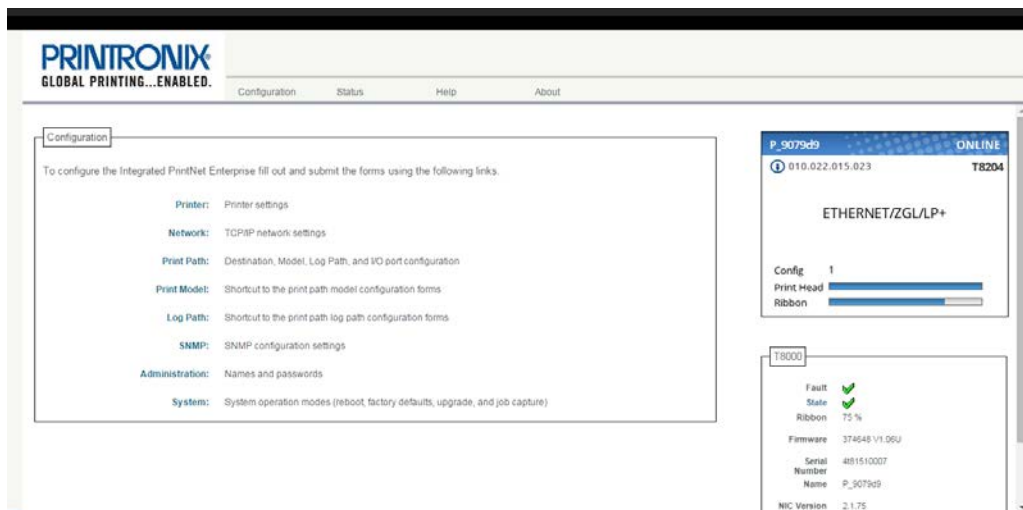 PRINTRONIX
GLOBAL PRINTING...ENABLED.
Configuration Status Help About
Configuration
To configure the Integrated PrintNet Enterprise fill out and submit the forms using the following links.
Printer: Printer settings
Network: TCP/IP network settings
Print Path: Destination, Model, Log Path, and I/O port configuration
Print Model: Shortcut to the print path model configuration forms
Log Path: Shortcut to the print path log path configuration forms
SNMP: SNMP configuration settings
Administration: Names and passwords
System: System operation modes (reboot, factory defaults, upgrade, and job capture)
P_9079d9 ONLINE
010.022.015.023 T8204
ETHERNET/ZGL/LP+
Config 1
Print Head
Ribbon
T8000
Fault
State
Ribbon 75 %
Firmware 374648 V1.06U
Serial Number 4t81510007
Name P_9079d9
NIC Version 2.1.75